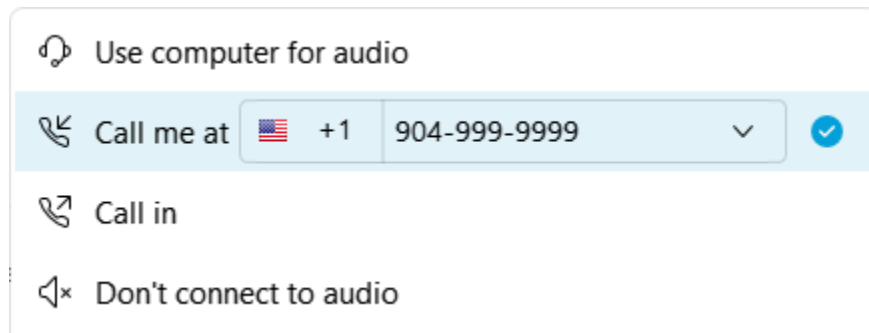 Use computer for audio
Call me at +1 904-999-9999
Call in
Don't connect to audio